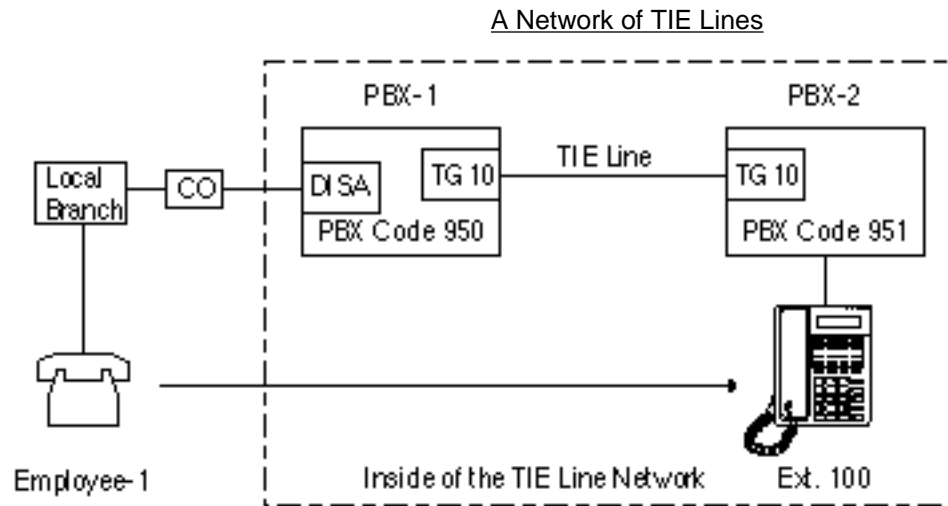 A Network of TIE Lines
PBX-1
PBX-2
Local
Branch
CO
DISA
TG 10
TIE Line
TG 10
PBX Code 950
PBX Code 951
Employee-1
Inside of the TIE Line Network
Ext. 100